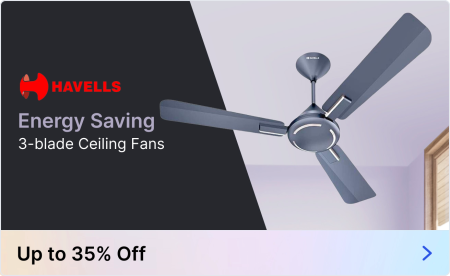 HAVELLS
Energy Saving
3-blade Ceiling Fans
Up to 35% Off